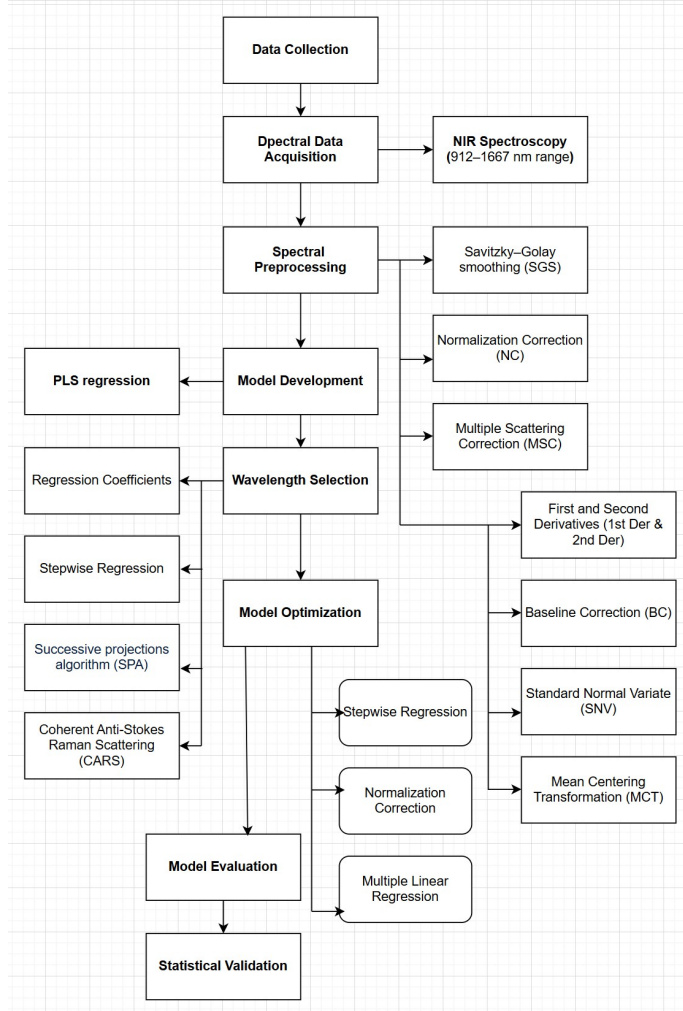 Data Collection
Dpectral Data
Acquisition
NIR Spectroscopy
(912–1667 nm range)
Spectral
Preprocessing
Savitzky–Golay
smoothing (SGS)
Normalization Correction
(NC)
PLS regression
Model Development
Multiple Scattering
Correction (MSC)
Regression Coefficients
Wavelength Selection
First and Second
Derivatives (1st Der &
2nd Der)
Stepwise Regression
Model Optimization
Baseline Correction (BC)
Successive projections
algorithm (SPA)
Stepwise Regression
Standard Normal Variate
(SNV)
Coherent Anti-Stokes
Raman Scattering
(CARS)
Normalization
Correction
Mean Centering
Transformation (MCT)
Model Evaluation
Multiple Linear
Regression
Statistical Validation